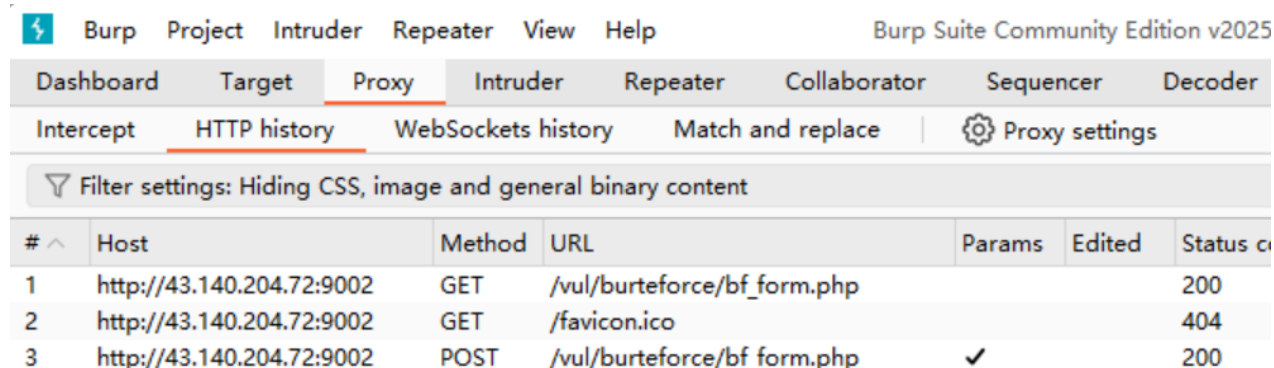 Burp Project Intruder Repeater View Help Burp Suite Community Edition v2025
Dashboard Target Proxy Intruder Repeater Collaborator Sequencer Decoder
Intercept HTTP history WebSockets history Match and replace Proxy settings
Filter settings: Hiding CSS, image and general binary content
# Host Method URL Params Edited Status co
1 http://43.140.204.72:9002 GET /vul/burteforce/bf_form.php 200
2 http://43.140.204.72:9002 GET /favicon.ico 404
3 http://43.140.204.72:9002 POST /vul/burteforce/bf_form.php ✓ 200